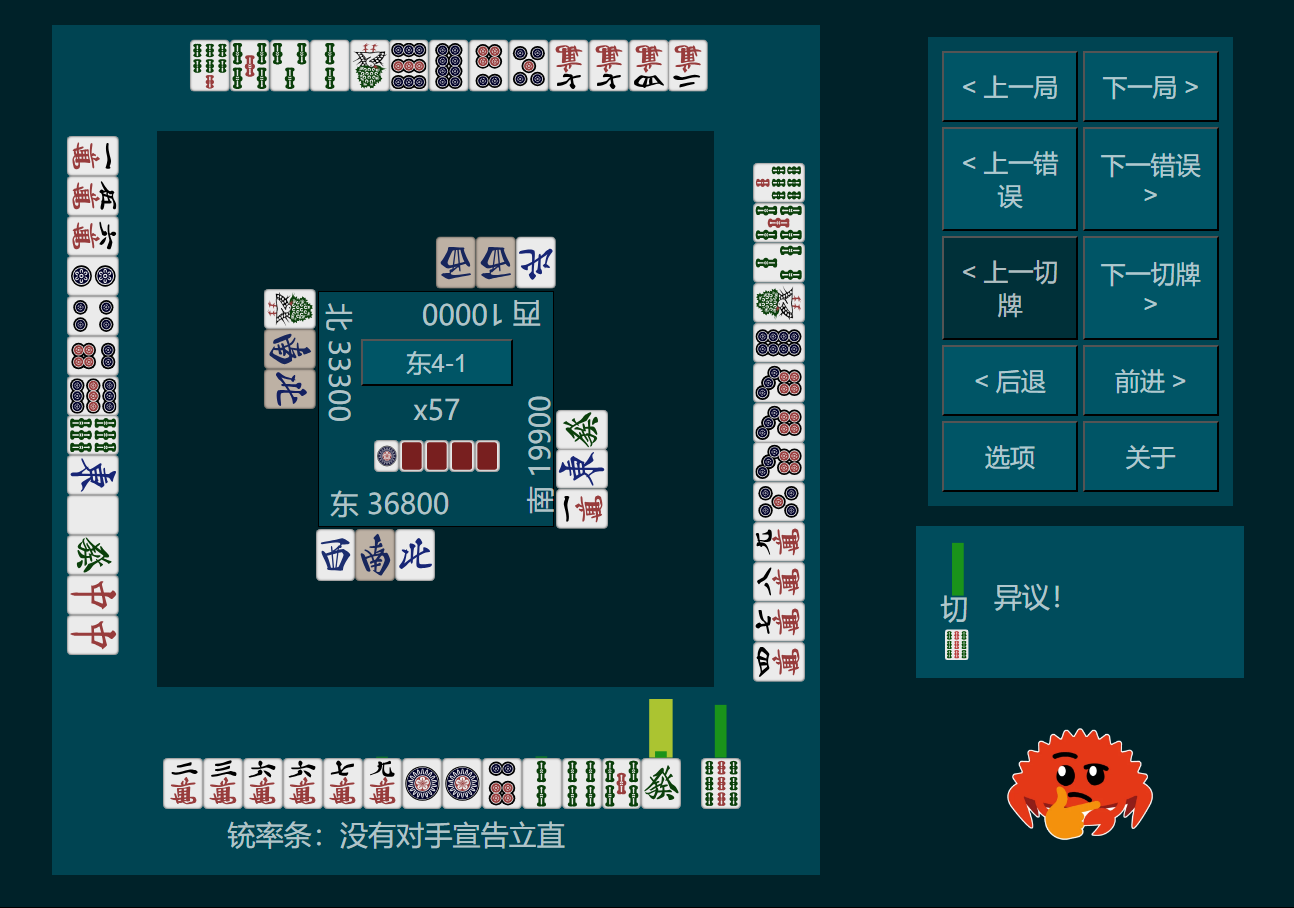 < 上一局
下一局 >
< 上一错
误
下一错误
>
< 上一切
牌
下一切牌
>
< 后退
前进 >
选项
关于
西 10000
北 33300
东4-1
x57
南 19900
东 36800
切
异议！
铳率条：没有对手宣告立直